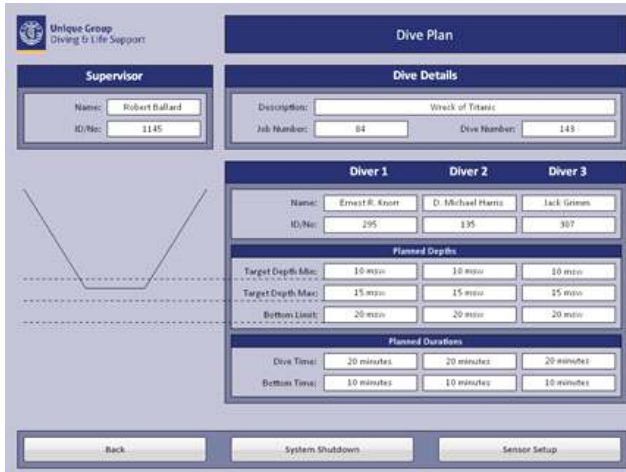 Unique Group
Diving & Life Support
Dive Plan
Supervisor
Name: Robert Ballard
ID/No: 1145
Dive Details
Description: Wreck of Titanic
Job Number: 84 Dive Number: 143
Diver 1 Diver 2 Diver 3
Name: Ernest R. Knorr D. Michael Harris Jack Grimm
ID/No: 295 135 307
Planned Depths
Target Depth Min: 10 msw 10 msw 10 msw
Target Depth Max: 15 msw 15 msw 15 msw
Bottom Limit: 20 msw 20 msw 20 msw
Planned Durations
Dive Time: 20 minutes 20 minutes 20 minutes
Bottom Time: 10 minutes 10 minutes 10 minutes
Back System Shutdown Sensor Setup